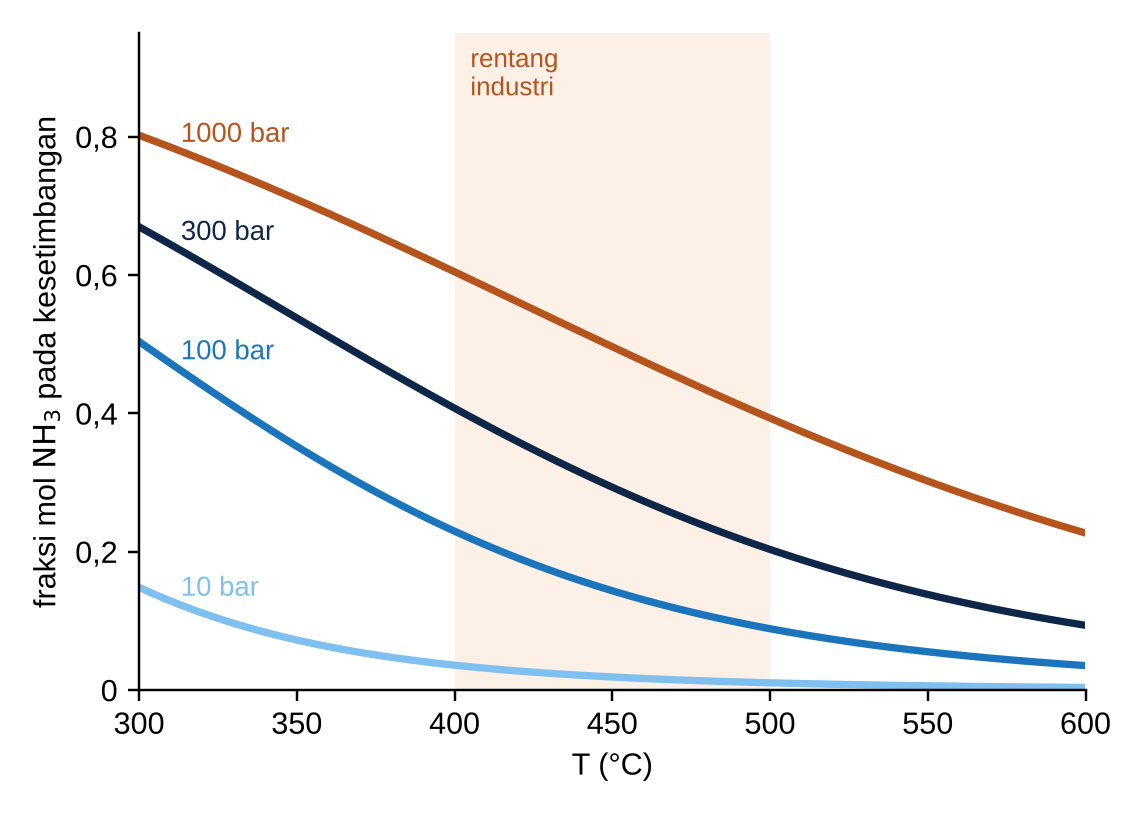 rentang
industri
1000 bar
300 bar
100 bar
10 bar
fraksi mol NH₃ pada kesetimbangan
0,8
0,6
0,4
0,2
0
300 350 400 450 500 550 600
T (°C)